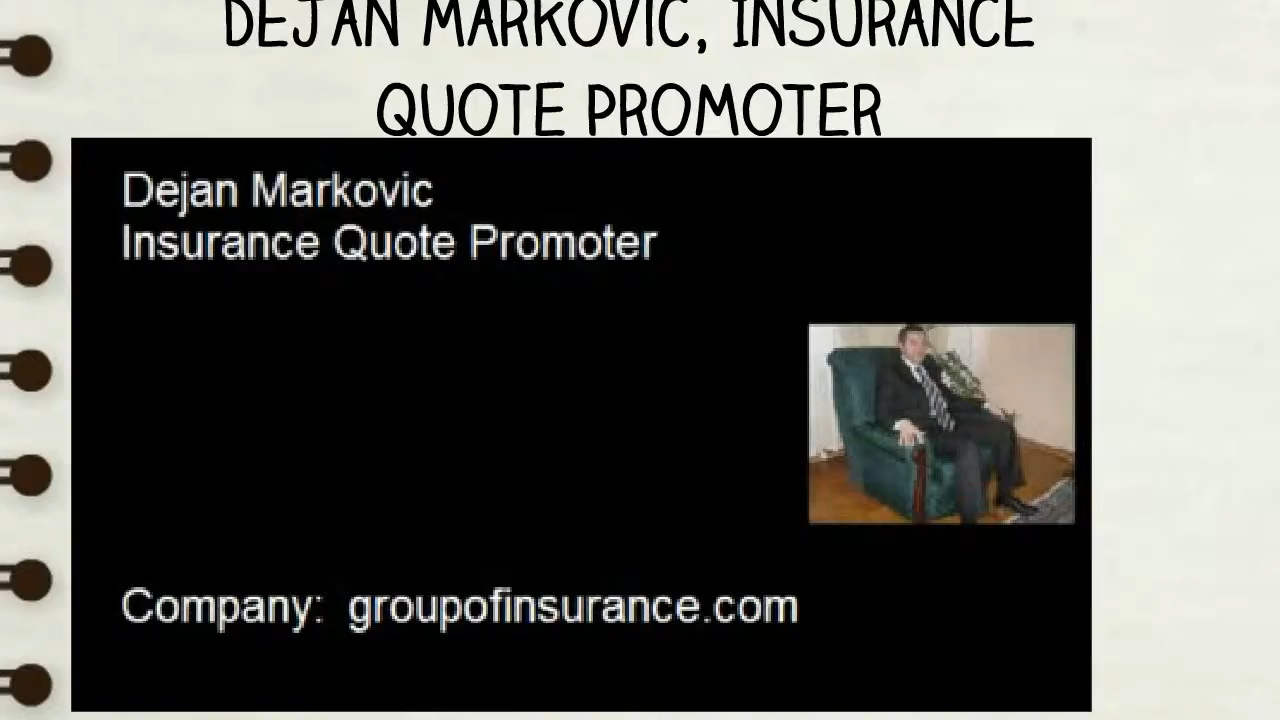 DEJAN MARKOVIC, INSURANCE
QUOTE PROMOTER
Dejan Markovic
Insurance Quote Promoter
Company: groupofinsurance.com